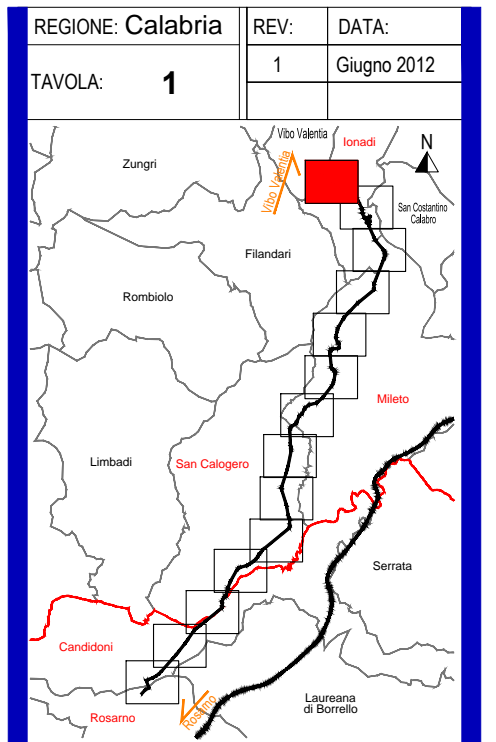 REGIONE: Calabria
REV:
DATA:
TAVOLA: 1
1
Giugno 2012
Vibo Valentia
Ionadi
N
Zungri
Vibo Valentia
San Costantino
Calabro
Filandari
Rombiolo
Mileto
Limbadi
San Calogero
Serrata
Candidoni
Laureana
di Borrello
Rosarno
Rosarno